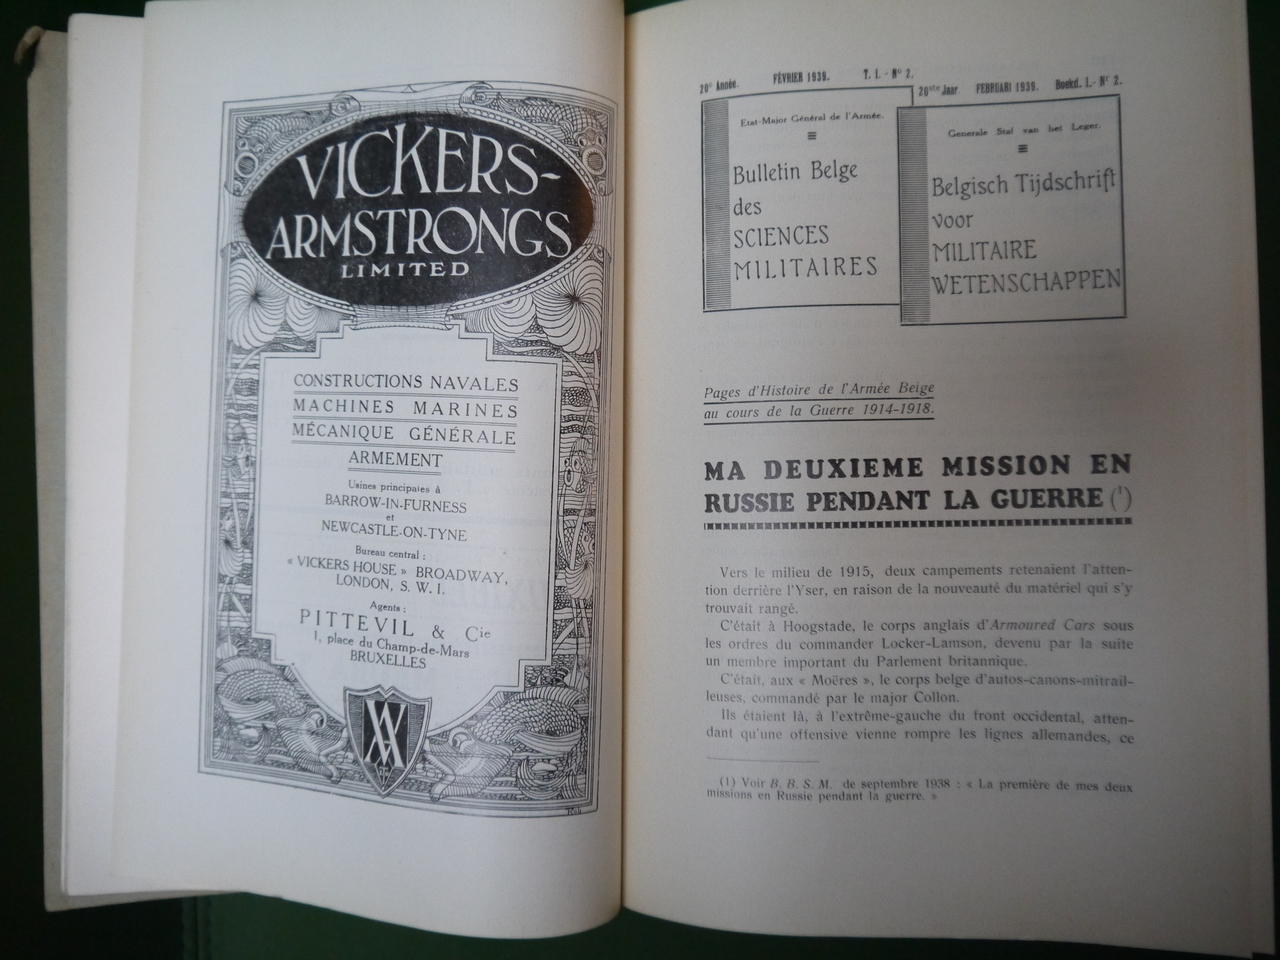 VICKERS-
ARMSTRONGS
LIMITED
CONSTRUCTIONS NAVALES
MACHINES MARINES
MÉCANIQUE GÉNÉRALE
ARMEMENT
Usines principales à
BARROW-IN-FURNESS
et
NEWCASTLE-ON-TYNE
Bureau central :
« VICKERS HOUSE » BROADWAY,
LONDON, S. W. I.
Agents :
PITTEVIL & Cie
1, place du Champ-de-Mars
BRUXELLES
VA
20e Année. FÉVRIER 1939. T. I. - No 2.
Etat-Major Général de l'Armée.
Bulletin Belge
des
SCIENCES
MILITAIRES
20ste Jaar FEBRUARI 1939. Boekd. I. - Nr 2.
Generale Staf van het Leger.
Belgisch Tijdschrift
voor
MILITAIRE
WETENSCHAPPEN
Pages d'Histoire de l'Armée Belge
au cours de la Guerre 1914-1918.
MA DEUXIEME MISSION EN
RUSSIE PENDANT LA GUERRE (1)
Vers le milieu de 1915, deux campements retenaient l'atten-
tion derrière l'Yser, en raison de la nouveauté du matériel qui s'y
trouvait rangé.
C'était à Hoogstade, le corps anglais d'Armoured Cars sous
les ordres du commander Locker-Lamson, devenu par la suite
un membre important du Parlement britannique.
C'était, aux « Moëres », le corps belge d'autos-canons-mitrail-
leuses, commandé par le major Collon.
Ils étaient là, à l'extrême-gauche du front occidental, atten-
dant qu'une offensive vienne rompre les lignes allemandes, ce
(1) Voir B. B. S. M. de septembre 1938 : « La première de mes deux
missions en Russie pendant la guerre. »